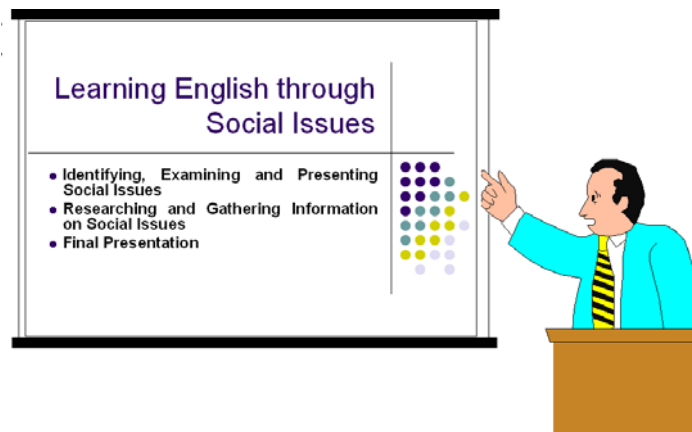 Learning English through
Social Issues
• Identifying, Examining and Presenting
Social Issues
• Researching and Gathering Information
on Social Issues
• Final Presentation